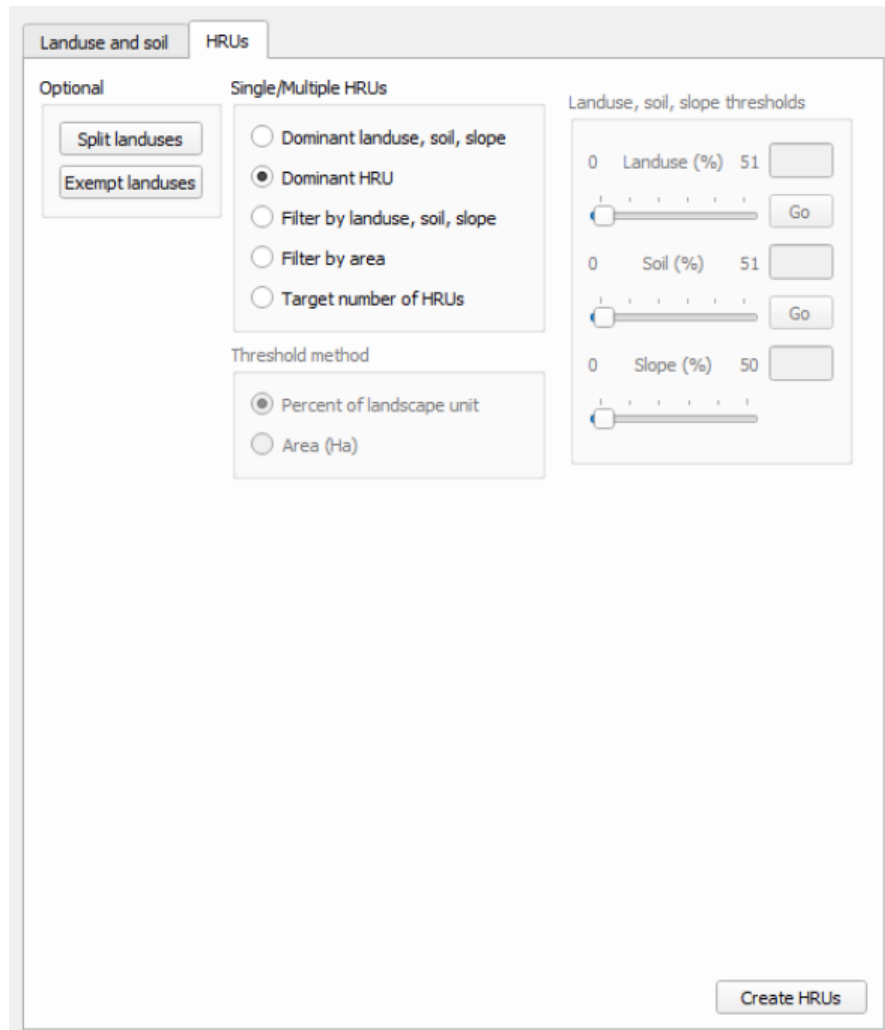 Landuse and soil
HRUs
Optional
Split landuses
Exempt landuses
Single/Multiple HRUs
Dominant landuse, soil, slope
Dominant HRU
Filter by landuse, soil, slope
Filter by area
Target number of HRUs
Threshold method
Percent of landscape unit
Area (Ha)
Landuse, soil, slope thresholds
0 Landuse (%) 51
Go
0 Soil (%) 51
Go
0 Slope (%) 50
Create HRUs